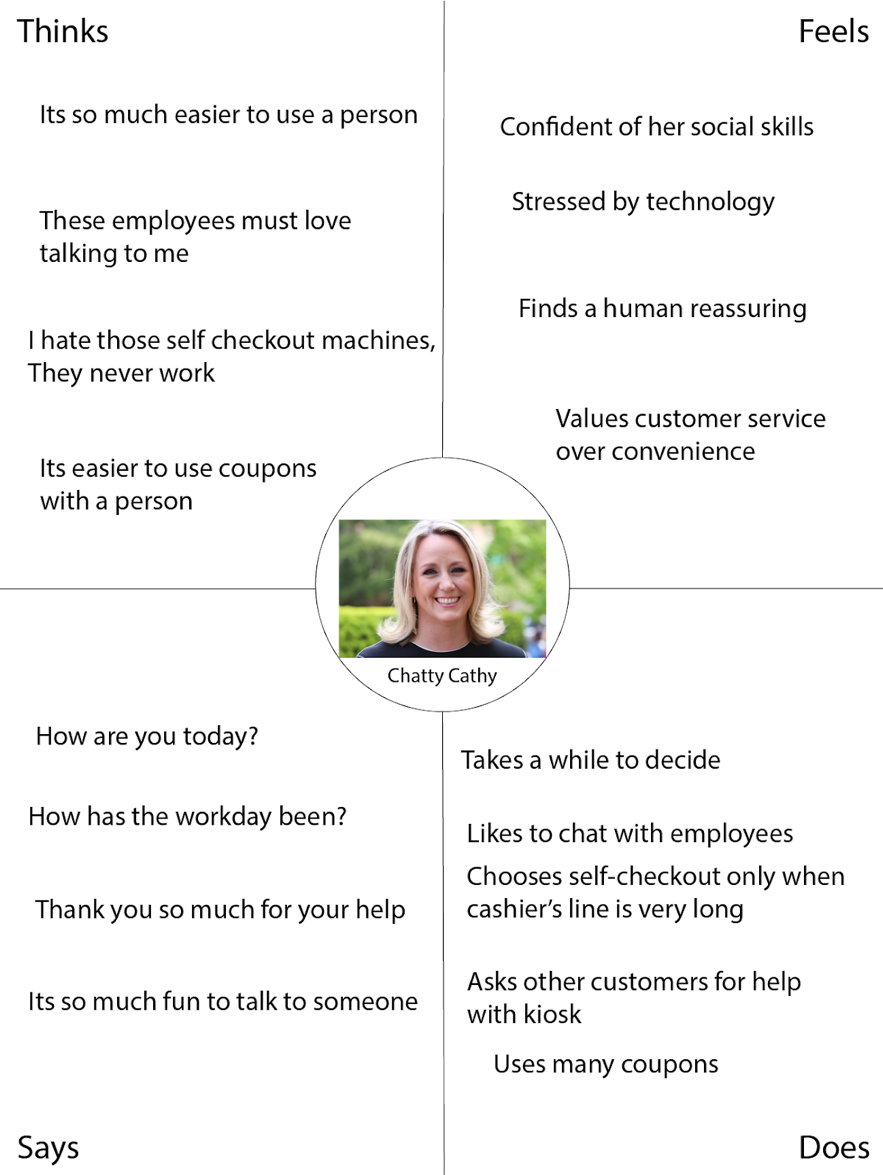 Thinks
Its so much easier to use a person
These employees must love
talking to me
I hate those self checkout machines,
They never work
Its easier to use coupons
with a person
Feels
Confident of her social skills
Stressed by technology
Finds a human reassuring
Values customer service
over convenience
Chatty Cathy
How are you today?
How has the workday been?
Thank you so much for your help
Its so much fun to talk to someone
Says
Takes a while to decide
Likes to chat with employees
Chooses self-checkout only when
cashier’s line is very long
Asks other customers for help
with kiosk
Uses many coupons
Does